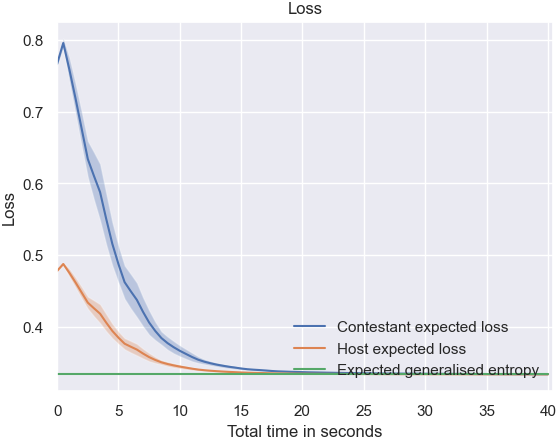 Loss
0.8
0.7
0.6
0.5
0.4
Loss
Contestant expected loss
Host expected loss
Expected generalised entropy
0 5 10 15 20 25 30 35 40
Total time in seconds